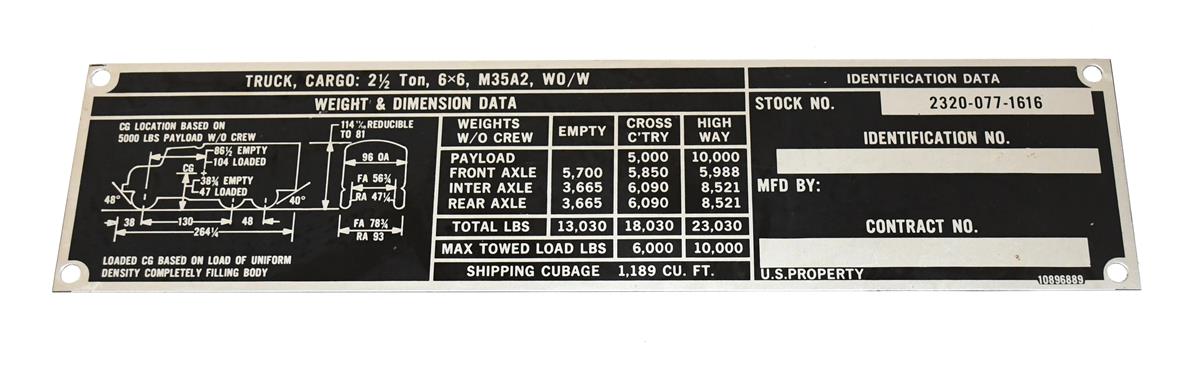 TRUCK, CARGO: 2½ Ton, 6×6, M35A2, WO/W
WEIGHT & DIMENSION DATA
CG LOCATION BASED ON
5000 LBS PAYLOAD W/O CREW
86½ EMPTY
104 LOADED
CG
38¾ EMPTY
47 LOADED
48°
40°
38
130
48
264¼
LOADED CG BASED ON LOAD OF UNIFORM
DENSITY COMPLETELY FILLING BODY
REDUCIBLE
TO 81
96 OA
FA 56¾
RA 47¼
FA 78¾
RA 93
WEIGHTS W/O CREW EMPTY CROSS C'TRY HIGH WAY
PAYLOAD 5,000 10,000
FRONT AXLE 5,700 5,850 5,988
INTER AXLE 3,665 6,090 8,521
REAR AXLE 3,665 6,090 8,521
TOTAL LBS 13,030 18,030 23,030
MAX TOWED LOAD LBS 6,000 10,000
SHIPPING CUBAGE 1,189 CU. FT.
IDENTIFICATION DATA
STOCK NO. 2320-077-1616
IDENTIFICATION NO.
MFD BY:
CONTRACT NO.
U.S.PROPERTY
10896889